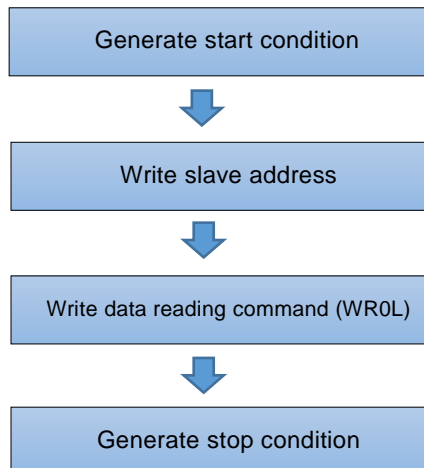 Generate start condition
Write slave address
Write data reading command (WR0L)
Generate stop condition